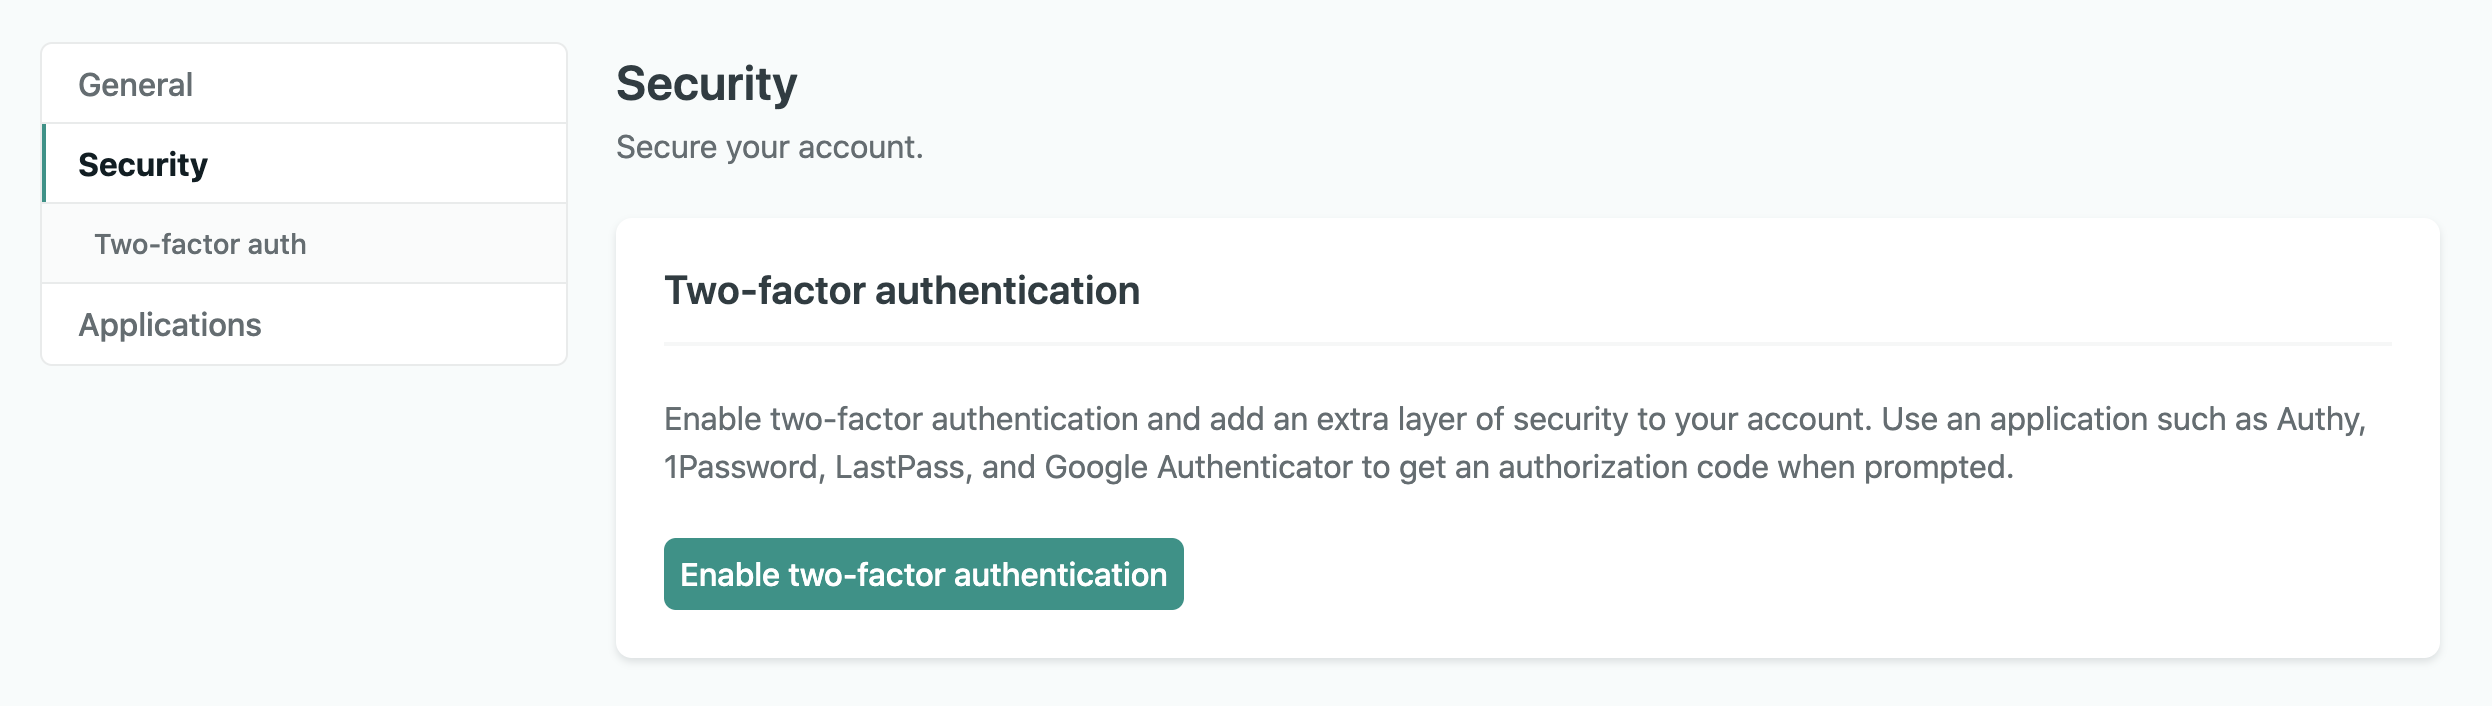 General
Security
Two-factor auth
Applications
Security
Secure your account.
Two-factor authentication
Enable two-factor authentication and add an extra layer of security to your account. Use an application such as Authy,
1Password, LastPass, and Google Authenticator to get an authorization code when prompted.
Enable two-factor authentication